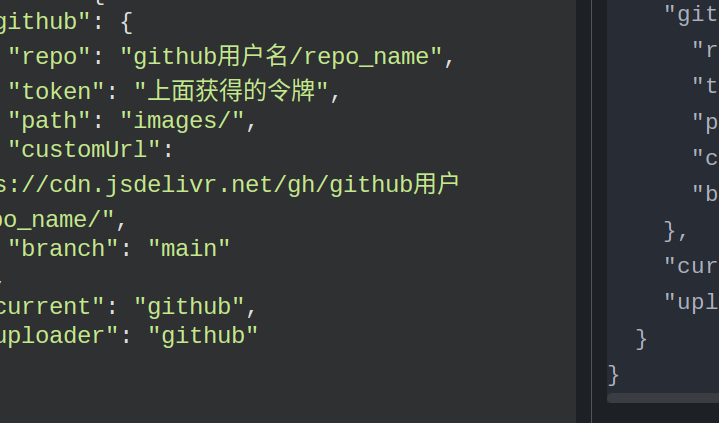 github": {
"repo": "github用户名/repo_name",
"token": "上面获得的令牌",
"path": "images/",
"customUrl":
s://cdn.jsdelivr.net/gh/github用户
po_name/",
"branch": "main"
,
current": "github",
uploader": "github"
"git
"r
"t
"p
"c
"b
},
"cur
"upl
}
}